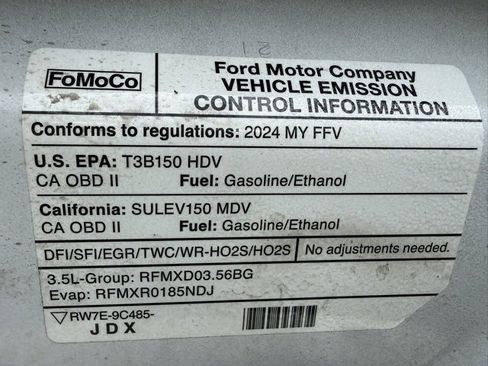 21
FoMoCo
Ford Motor Company
VEHICLE EMISSION
CONTROL INFORMATION
Conforms to regulations: 2024 MY FFV
U.S. EPA: T3B150 HDV
CA OBD II Fuel: Gasoline/Ethanol
California: SULEV150 MDV
CA OBD II Fuel: Gasoline/Ethanol
DFI/SFI/EGR/TWC/WR-HO2S/HO2S No adjustments needed.
3.5L-Group: RFMXD03.56BG
Evap: RFMXR0185NDJ
RW7E-9C485-
JDX